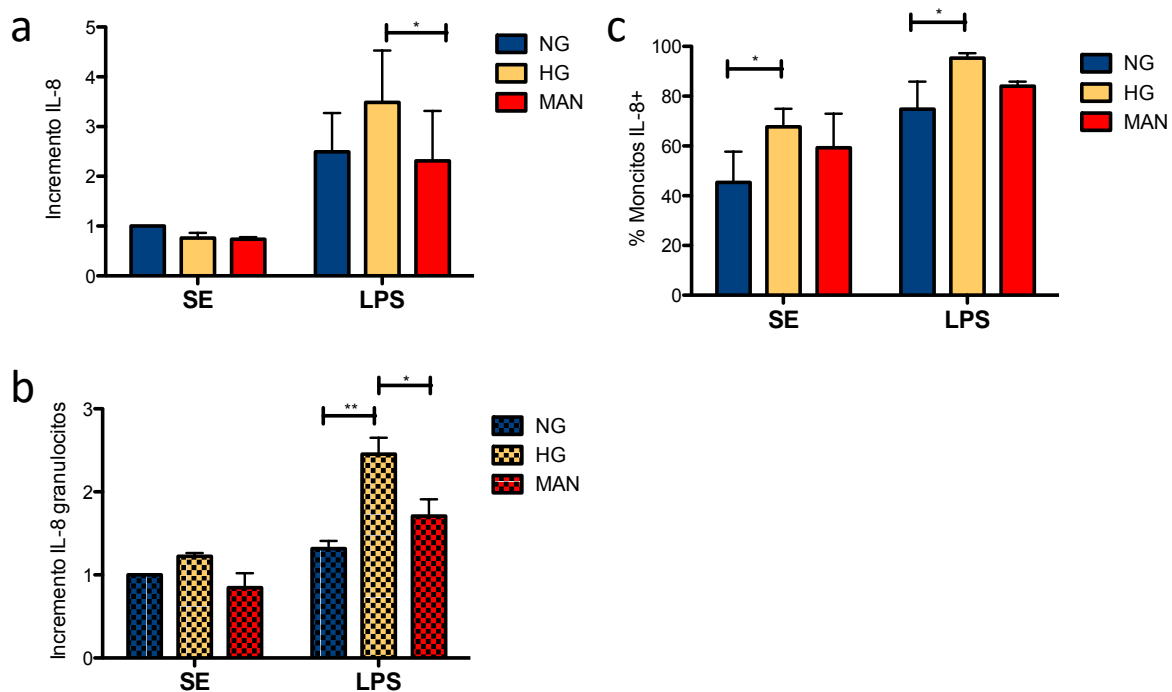 a
Incremento IL-8
5
4
3
2
1
0
*
SE
LPS
NG
HG
MAN
c
% Moncitos IL-8+
100
80
60
40
20
0
*
*
SE
LPS
NG
HG
MAN
b
Incremento IL-8 granulocitos
3
2
1
0
**
*
SE
LPS
NG
HG
MAN